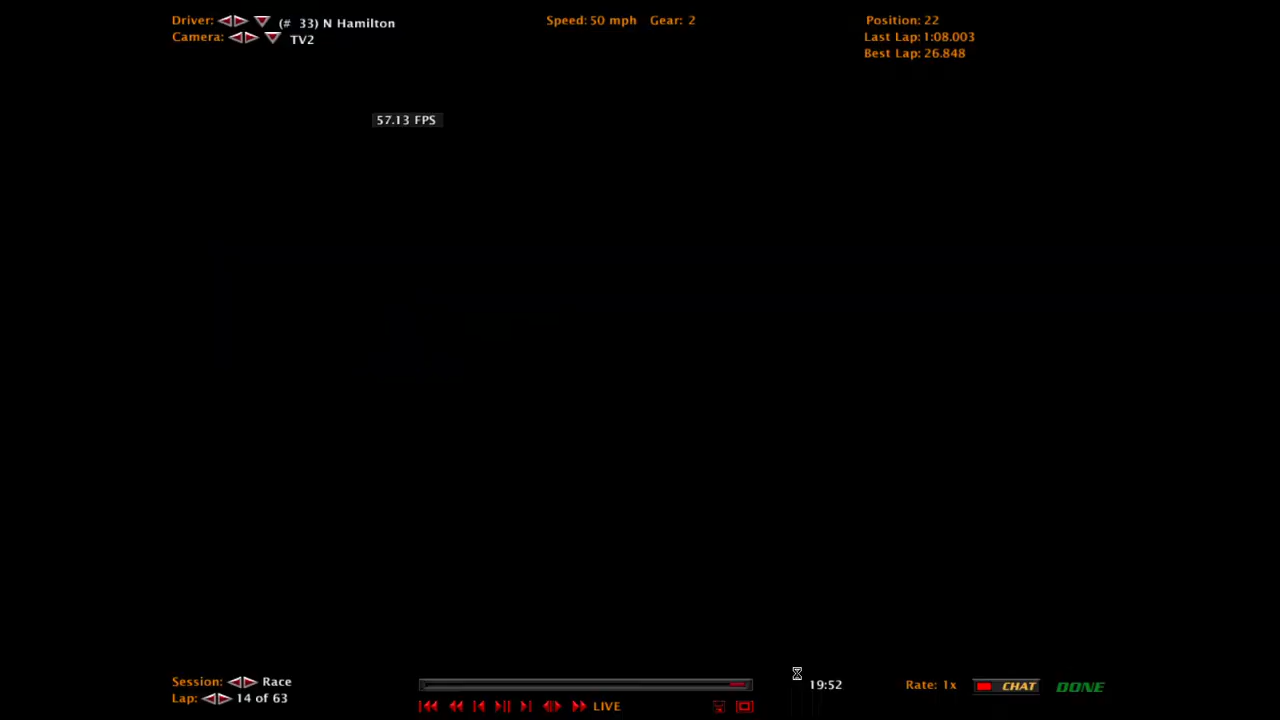 Driver: (# 33) N Hamilton
Camera: TV2
Speed: 50 mph Gear: 2
Position: 22
Last Lap: 1:08.003
Best Lap: 26.848
57.13 FPS
Session: Race
Lap: 14 of 63
LIVE
19:52
Rate: 1x
CHAT
DONE